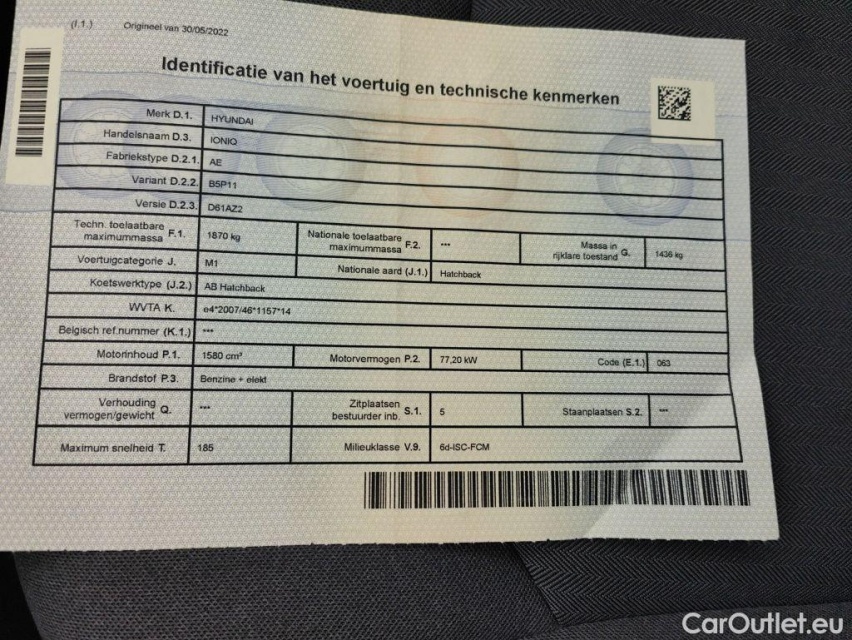 (I.1.) Origineel van 30/05/2022
Identificatie van het voertuig en technische kenmerken
Merk D.1. HYUNDAI
Handelsnaam D.3. IONIQ
Fabriekstype D.2.1. AE
Variant D.2.2. B5P11
Versie D.2.3. D61AZ2
Techn. toelaatbare maximummassa F.1. 1870 kg Nationale toelaatbare maximummassa F.2. *** Massa in rijklare toestand G. 1436 kg
Voertuigcategorie J. M1 Nationale aard (J.1.) Hatchback
Koetswerktype (J.2.) AB Hatchback
WVTA K. e4*2007/46*1157*14
Belgisch ref.nummer (K.1.) ***
Motorinhoud P.1. 1580 cm³ Motorvermogen P.2. 77,20 kW Code (E.1.) 063
Brandstof P.3. Benzine + elekt
Verhouding vermogen/gewicht Q. *** Zitplaatsen bestuurder inb. S.1. 5 Staanplaatsen S.2. ***
Maximum snelheid T. 185 Milieuklasse V.9. 6d-ISC-FCM
CarOutlet.eu